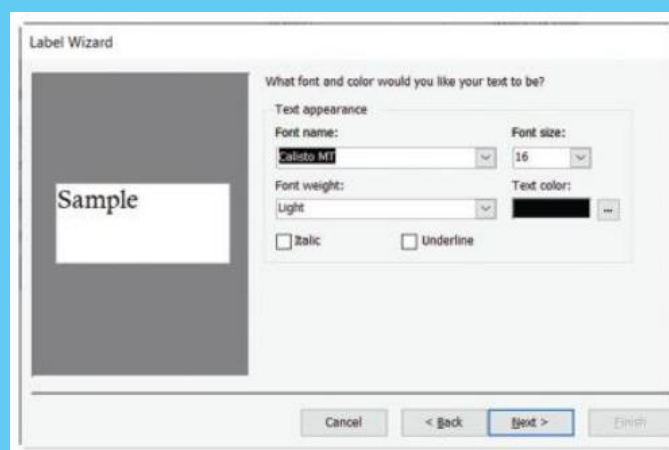 Label Wizard
What font and color would you like your text to be?
Text appearance
Font name: Font size:
Calisto MT 16
Font weight: Text color:
Light ...
Italic Underline
Sample
Cancel < Back Next > Finish